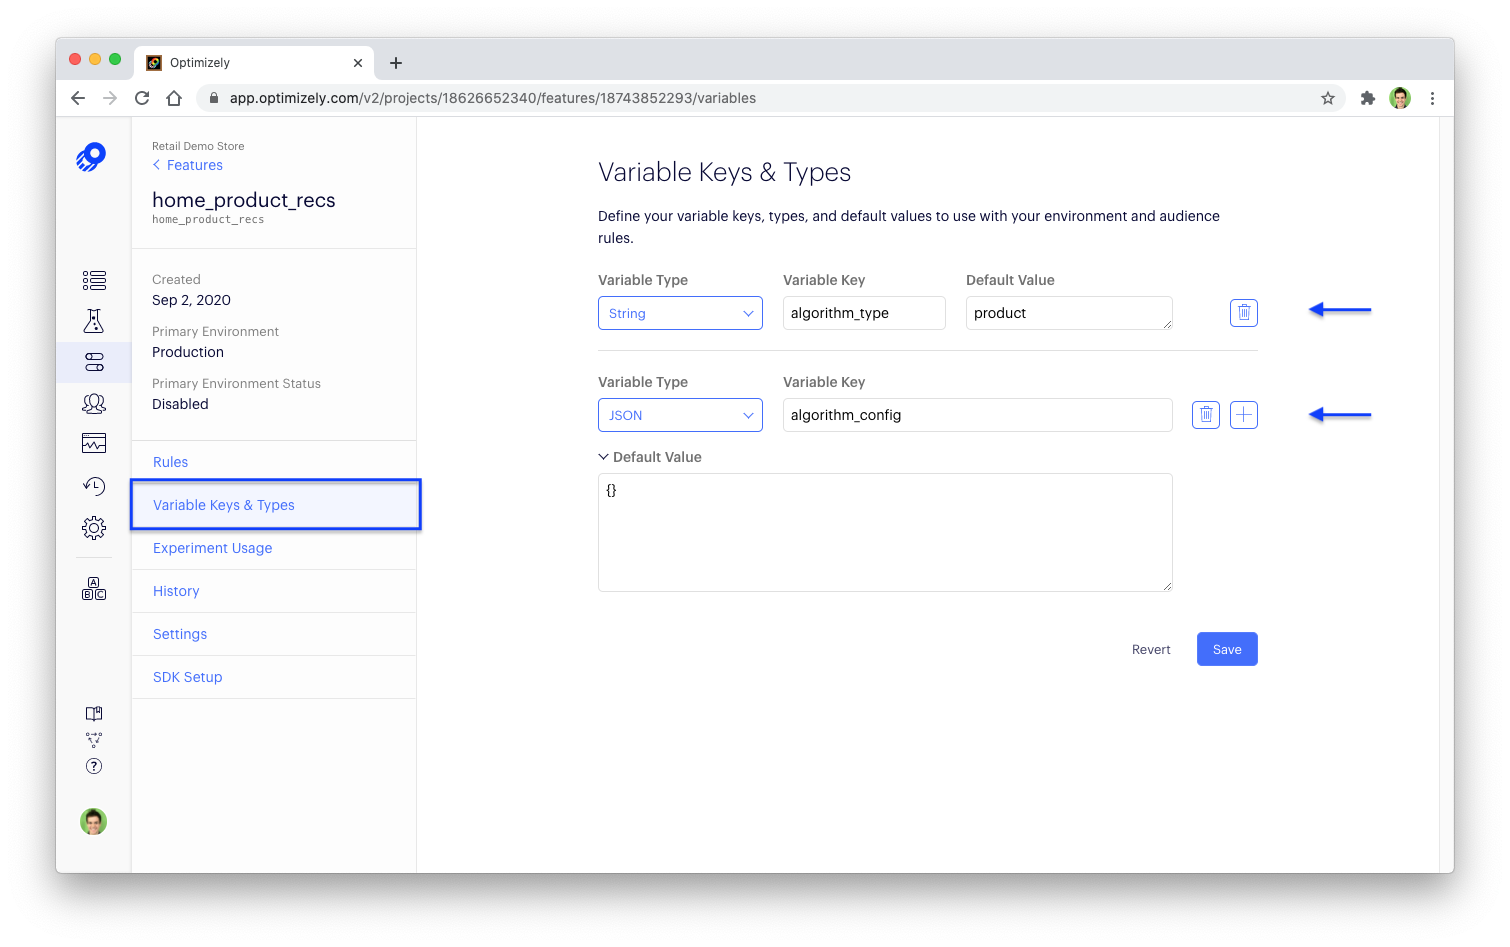 Optimizely
app.optimizely.com/v2/projects/18626652340/features/18743852293/variables
Retail Demo Store
Features
home_product_recs
home_product_recs
Created
Sep 2, 2020
Primary Environment
Production
Primary Environment Status
Disabled
Rules
Variable Keys & Types
Experiment Usage
History
Settings
SDK Setup
A
B C
?
Variable Keys & Types
Define your variable keys, types, and default values to use with your environment and audience
rules.
Variable Type Variable Key Default Value
String algorithm_type product
Variable Type Variable Key
JSON algorithm_config
Default Value
{}
Revert Save